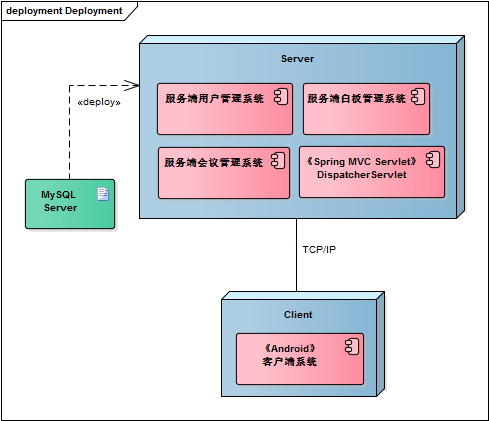 deployment Deployment
Server
服务端用户管理系统
服务端白板管理系统
«deploy»
服务端会议管理系统
《Spring MVC Servlet》
DispatcherServlet
MySQL
Server
TCP/IP
Client
《Android》
客户端系统